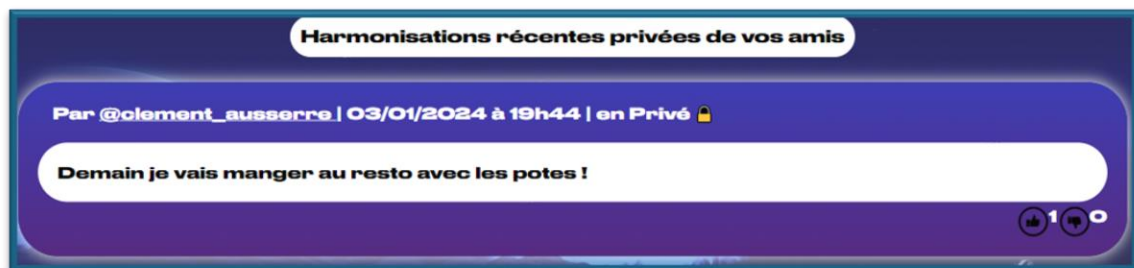 Harmonisations récentes privées de vos amis
Par @clement_ausserre | 03/01/2024 à 19h44 | en Privé 🔒
Demain je vais manger au resto avec les potes !
1 0